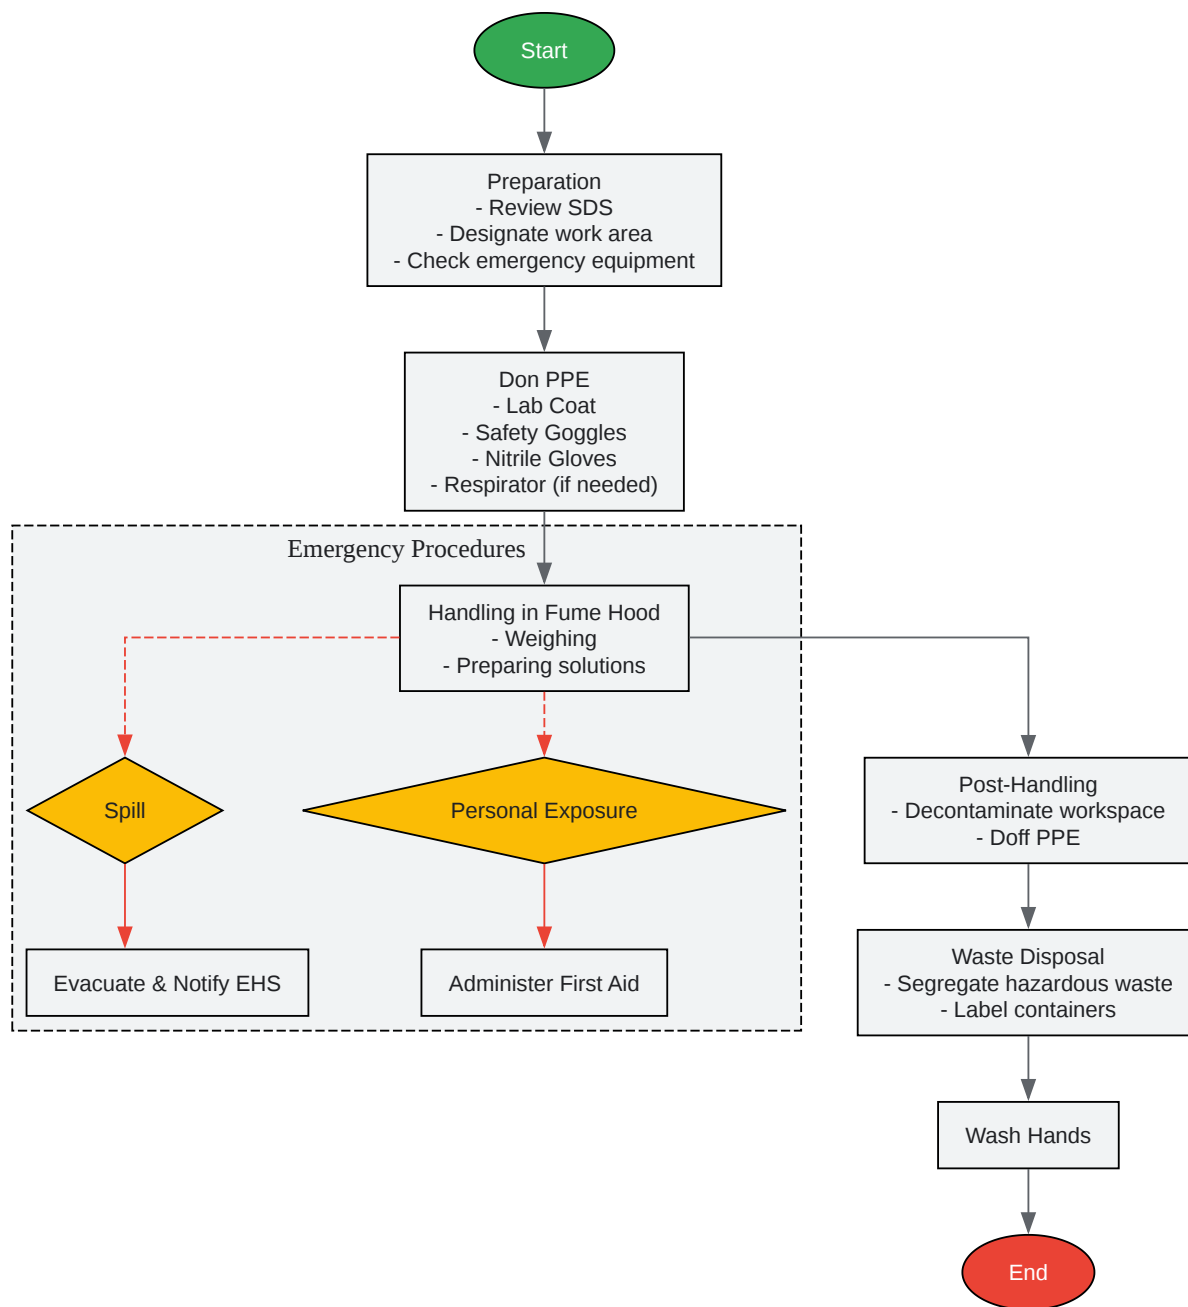 Start
Preparation
- Review SDS
- Designate work area
- Check emergency equipment
Don PPE
- Lab Coat
- Safety Goggles
- Nitrile Gloves
- Respirator (if needed)
Emergency Procedures
Handling in Fume Hood
- Weighing
- Preparing solutions
Spill
Personal Exposure
Post-Handling
- Decontaminate workspace
- Doff PPE
Evacuate & Notify EHS
Administer First Aid
Waste Disposal
- Segregate hazardous waste
- Label containers
Wash Hands
End